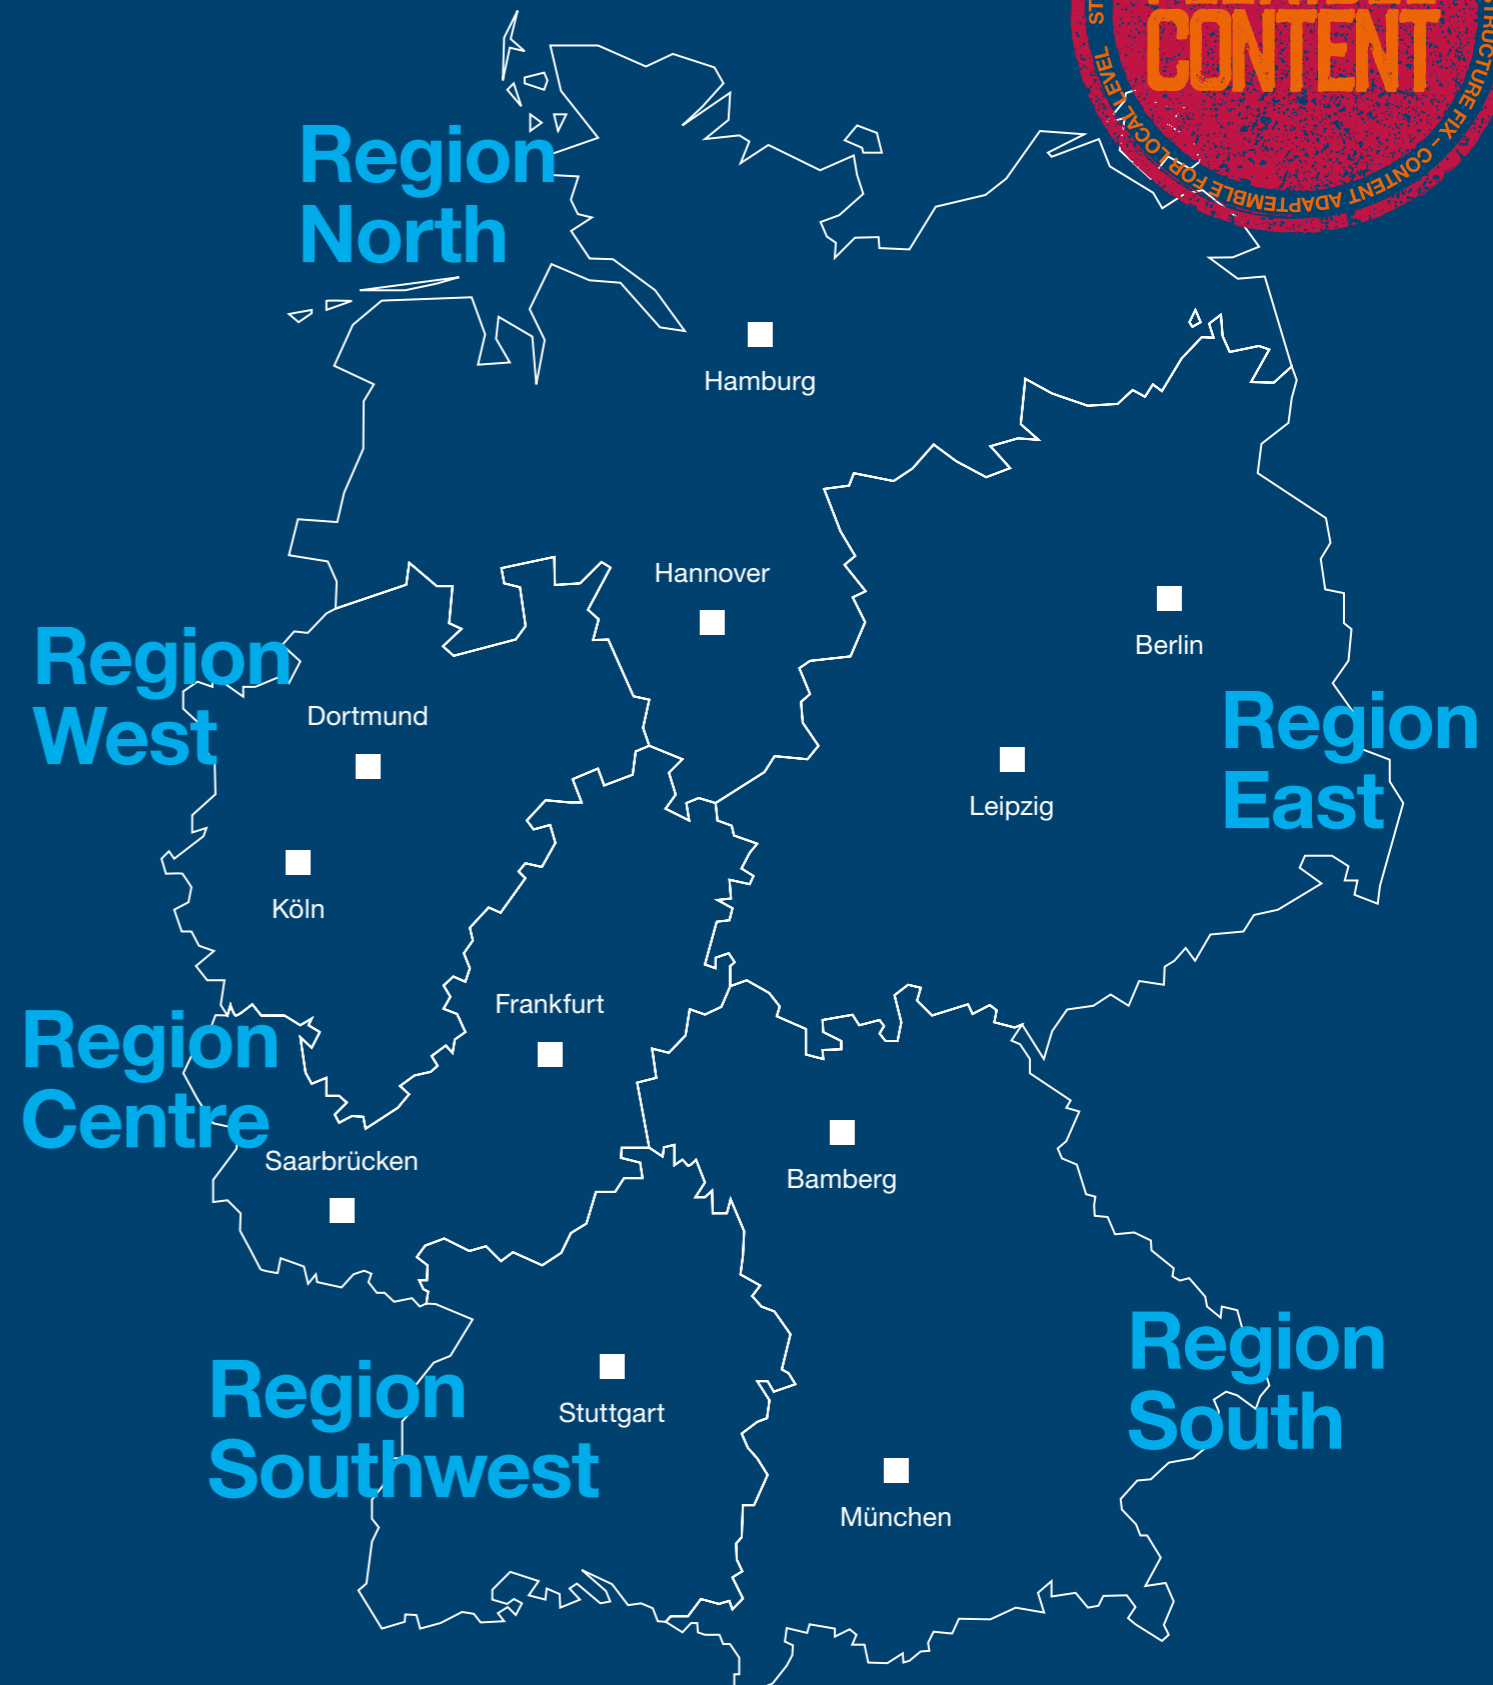 CONTENT
LEVEL
STRUCTURE FIX – CONTENT ADAPTEMBLE FOR LOCAL LEVEL
Region
North
Hamburg
Hannover
Berlin
Region
West
Dortmund
Region
East
Leipzig
Köln
Frankfurt
Region
Centre
Saarbrücken
Bamberg
Region
South
Region
Southwest
Stuttgart
München